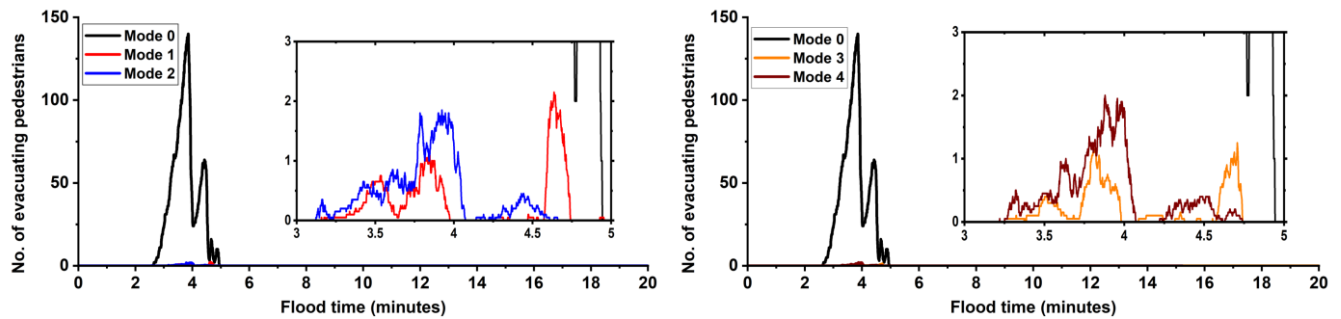 No. of evacuating pedestrians
150
100
50
0
Mode 0
Mode 1
Mode 2
3
2
1
0
3 3.5 4 4.5 5
0 2 4 6 8 10 12 14 16 18 20
Flood time (minutes)
No. of evacuating pedestrians
150
100
50
0
Mode 0
Mode 3
Mode 4
3
2
1
0
3 3.5 4 4.5 5
0 2 4 6 8 10 12 14 16 18 20
Flood time (minutes)